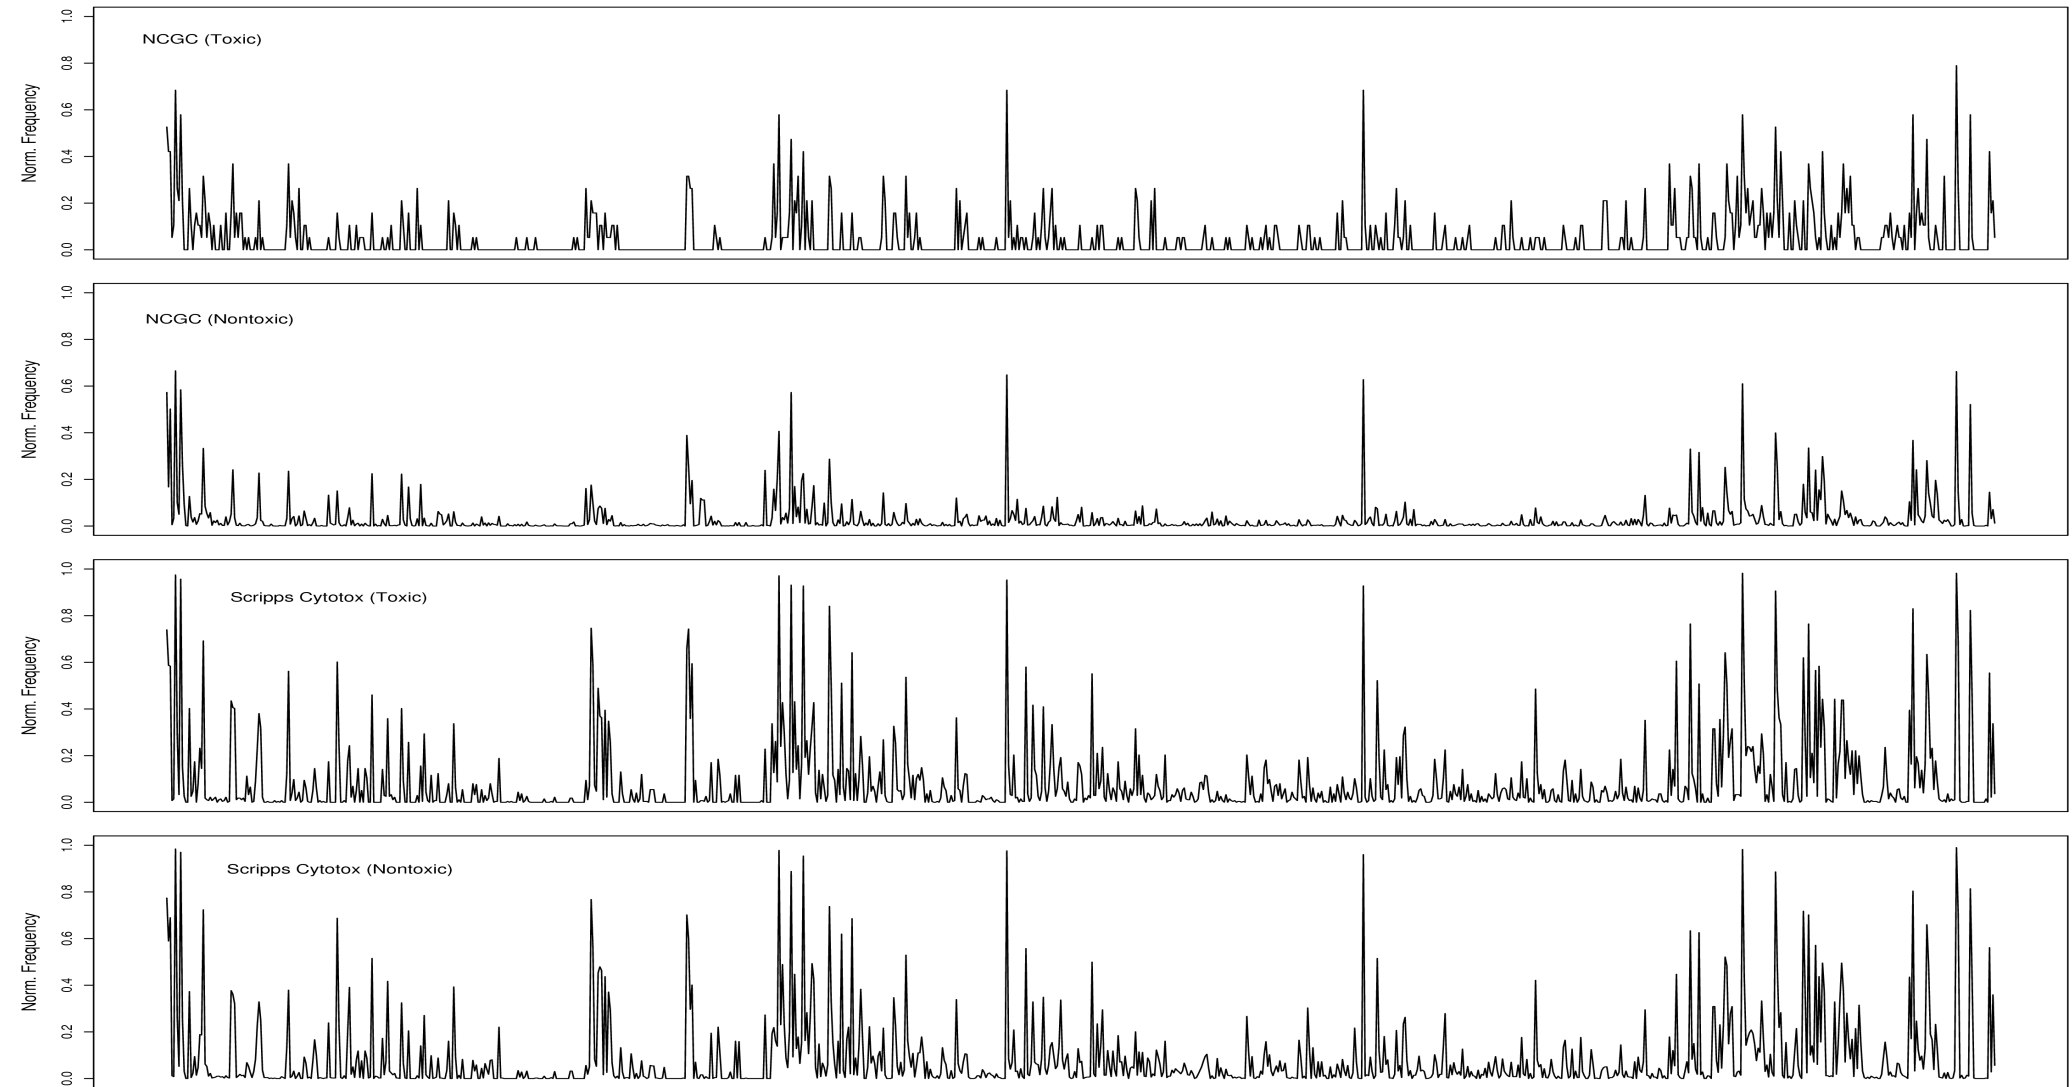 NCGC (Toxic)
Norm. Frequency
0.0 0.2 0.4 0.6 0.8 1.0
NCGC (Nontoxic)
Norm. Frequency
0.0 0.2 0.4 0.6 0.8 1.0
Scripps Cytotox (Toxic)
Norm. Frequency
0.0 0.2 0.4 0.6 0.8 1.0
Scripps Cytotox (Nontoxic)
Norm. Frequency
0.0 0.2 0.4 0.6 0.8 1.0